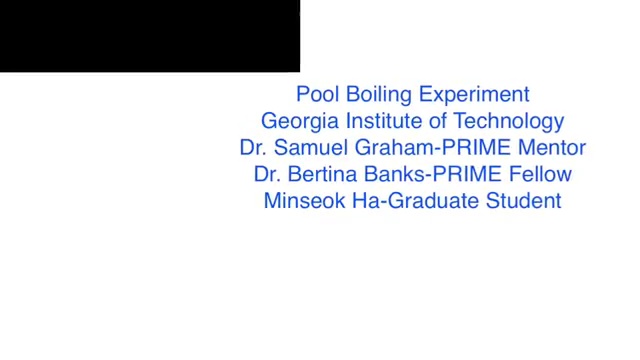 Pool Boiling Experiment
Georgia Institute of Technology
Dr. Samuel Graham-PRIME Mentor
Dr. Bertina Banks-PRIME Fellow
Minseok Ha-Graduate Student